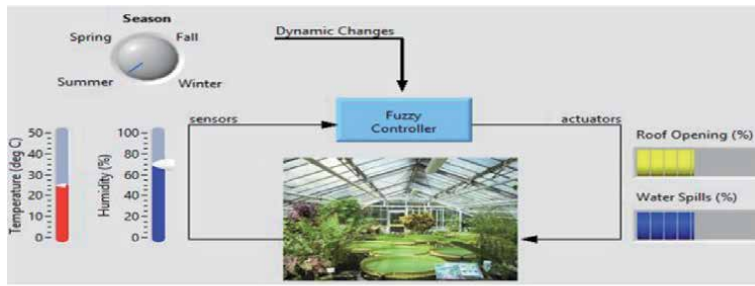 Season
Spring
Fall
Summer
Winter
Dynamic Changes
Fuzzy
Controller
sensors
actuators
Temperature (deg C)
50
40
30
20
10
0
Humidity (%)
100
80
60
40
20
0
Roof Opening (%)
Water Spills (%)